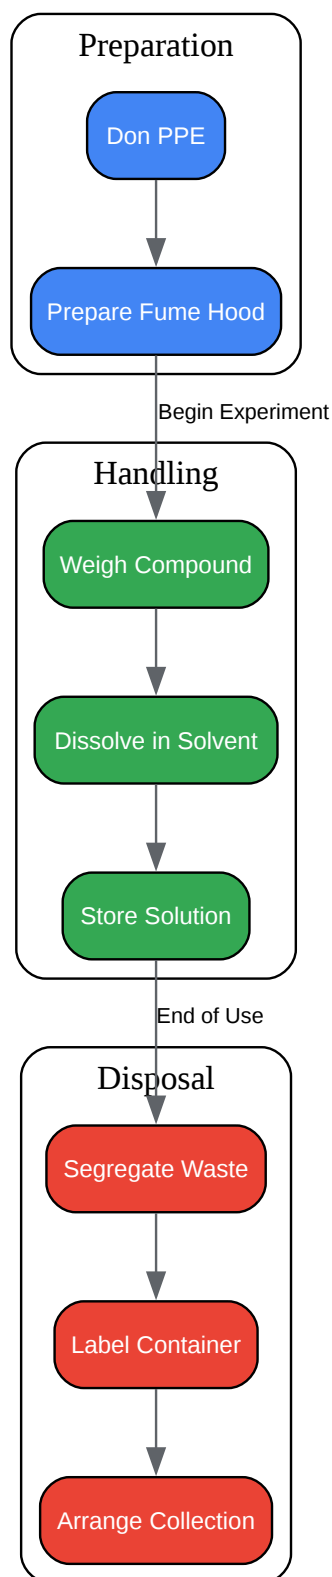 Preparation
Don PPE
Prepare Fume Hood
Begin Experiment
Handling
Weigh Compound
Dissolve in Solvent
Store Solution
End of Use
Disposal
Segregate Waste
Label Container
Arrange Collection